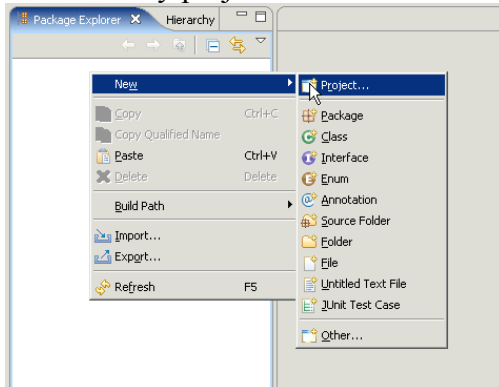 Package Explorer Hierarchy
New
Project...
Copy Ctrl+C
Package
Copy Qualified Name
Class
Paste Ctrl+V
Interface
Delete Delete
Enum
Annotation
Build Path
Source Folder
Import...
Folder
Export...
File
Refresh F5
Untitled Text File
JUnit Test Case
Other...